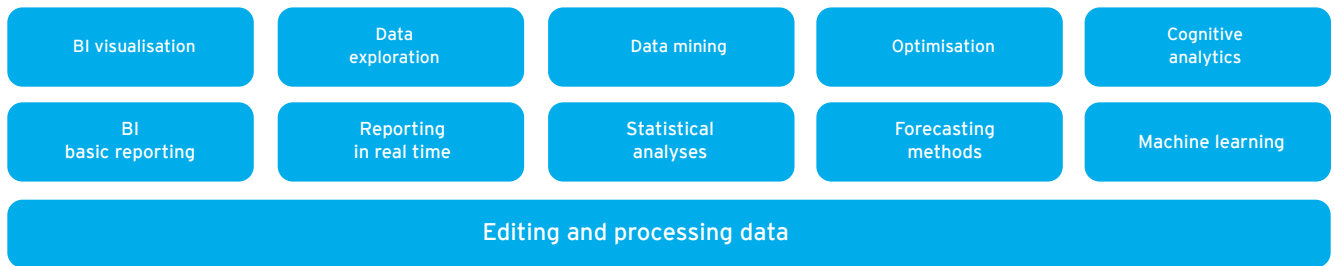 BI visualisation
Data
exploration
Data mining
Optimisation
Cognitive
analytics
BI
basic reporting
Reporting
in real time
Statistical
analyses
Forecasting
methods
Machine learning
Editing and processing data